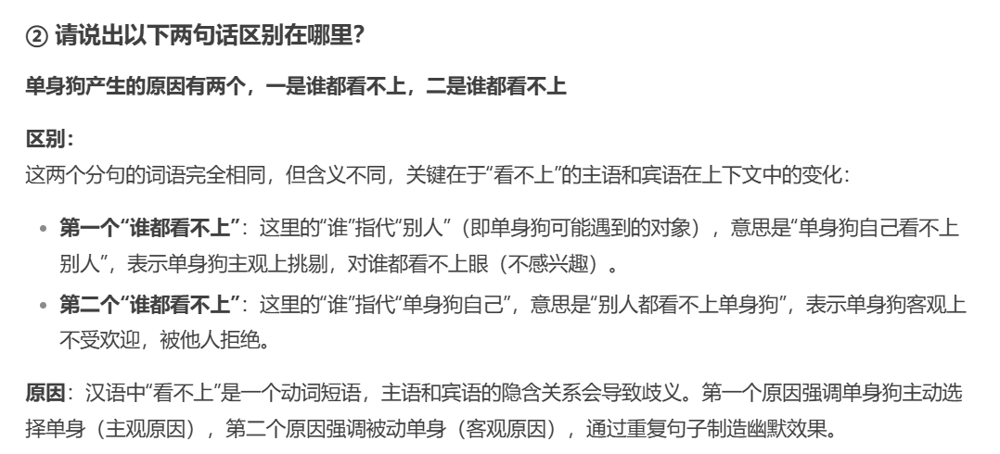 ② 请说出以下两句话区别在哪里？
单身狗产生的原因有两个，一是谁都看不上，二是谁都看不上
区别：
这两个分句的词语完全相同，但含义不同，关键在于“看不上”的主语和宾语在上下文中的变化：
• 第一个“谁都看不上”：这里的“谁”指代“别人”（即单身狗可能遇到的对象），意思是“单身狗自己看不上
别人”，表示单身狗主观上挑剔，对谁都看不上眼（不感兴趣）。
• 第二个“谁都看不上”：这里的“谁”指代“单身狗自己”，意思是“别人都看不上单身狗”，表示单身狗客观上
不受欢迎，被他人拒绝。
原因：汉语中“看不上”是一个动词短语，主语和宾语的隐含关系会导致歧义。第一个原因强调单身狗主动选
择单身（主观原因），第二个原因强调被动单身（客观原因），通过重复句子制造幽默效果。